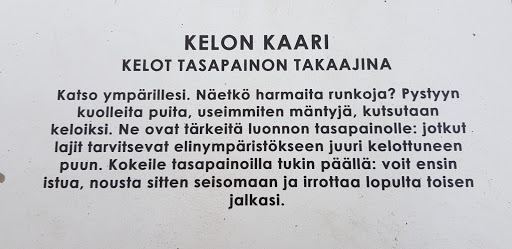 KELON KAARI
KELOT TASAPAINON TAKAAJINA
Katso ympärillesi. Näetkö harmaita runkoja? Pystyyn
kuolleita puita, useimmiten mäntyjä, kutsutaan
keloiksi. Ne ovat tärkeitä luonnon tasapainolle: jotkut
lajit tarvitsevat elinympäristökseen juuri kelottuneen
puun. Kokeile tasapainoilla tukin päällä: voit ensin
istua, nousta sitten seisomaan ja irrottaa lopulta toisen
jalkasi.